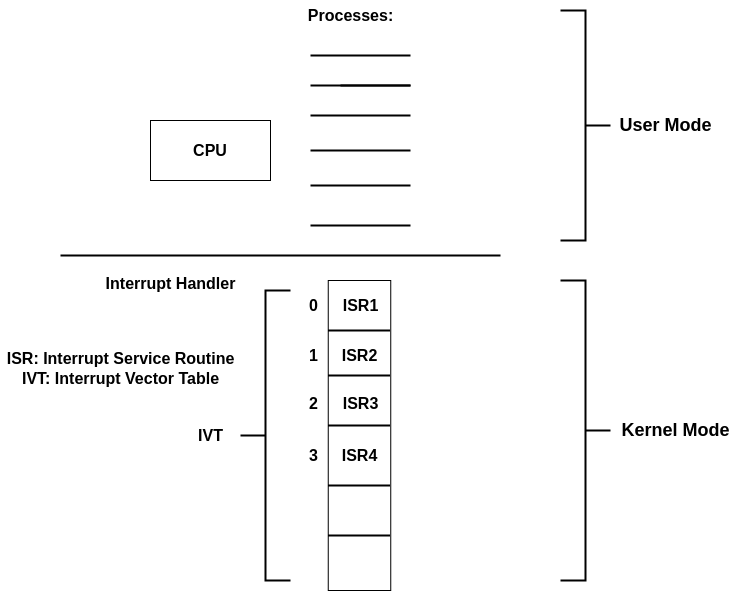 Processes:
CPU
User Mode
Interrupt Handler
0 ISR1
1 ISR2
2 ISR3
3 ISR4
ISR: Interrupt Service Routine
IVT: Interrupt Vector Table
IVT
Kernel Mode